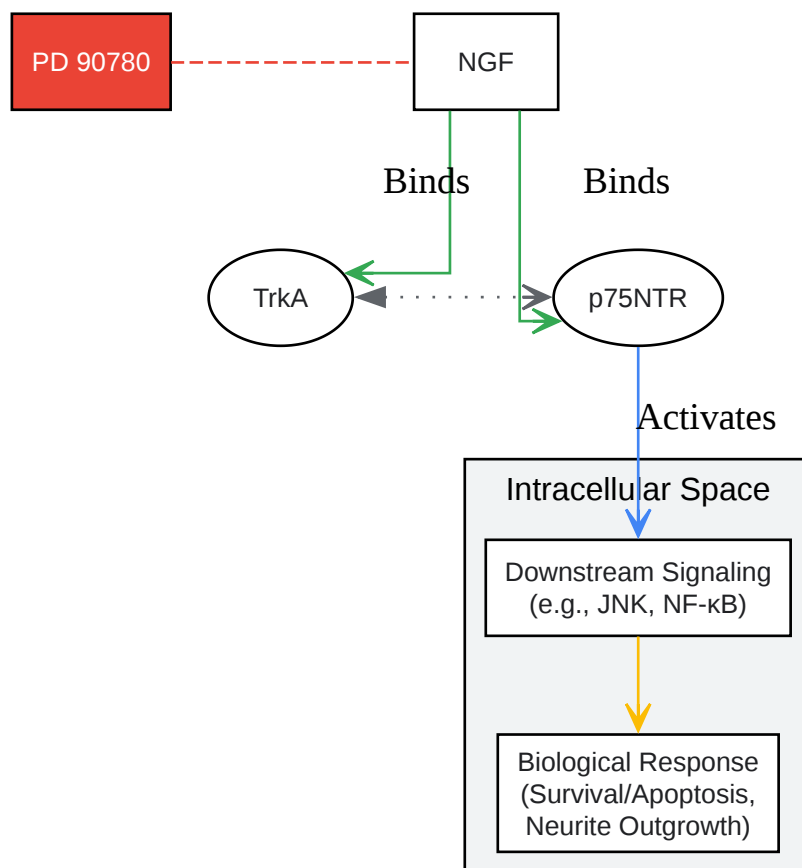 PD 90780
NGF
Binds
Binds
TrkA
p75NTR
Activates
Intracellular Space
Downstream Signaling
(e.g., JNK, NF-κB)
Biological Response
(Survival/Apoptosis,
Neurite Outgrowth)